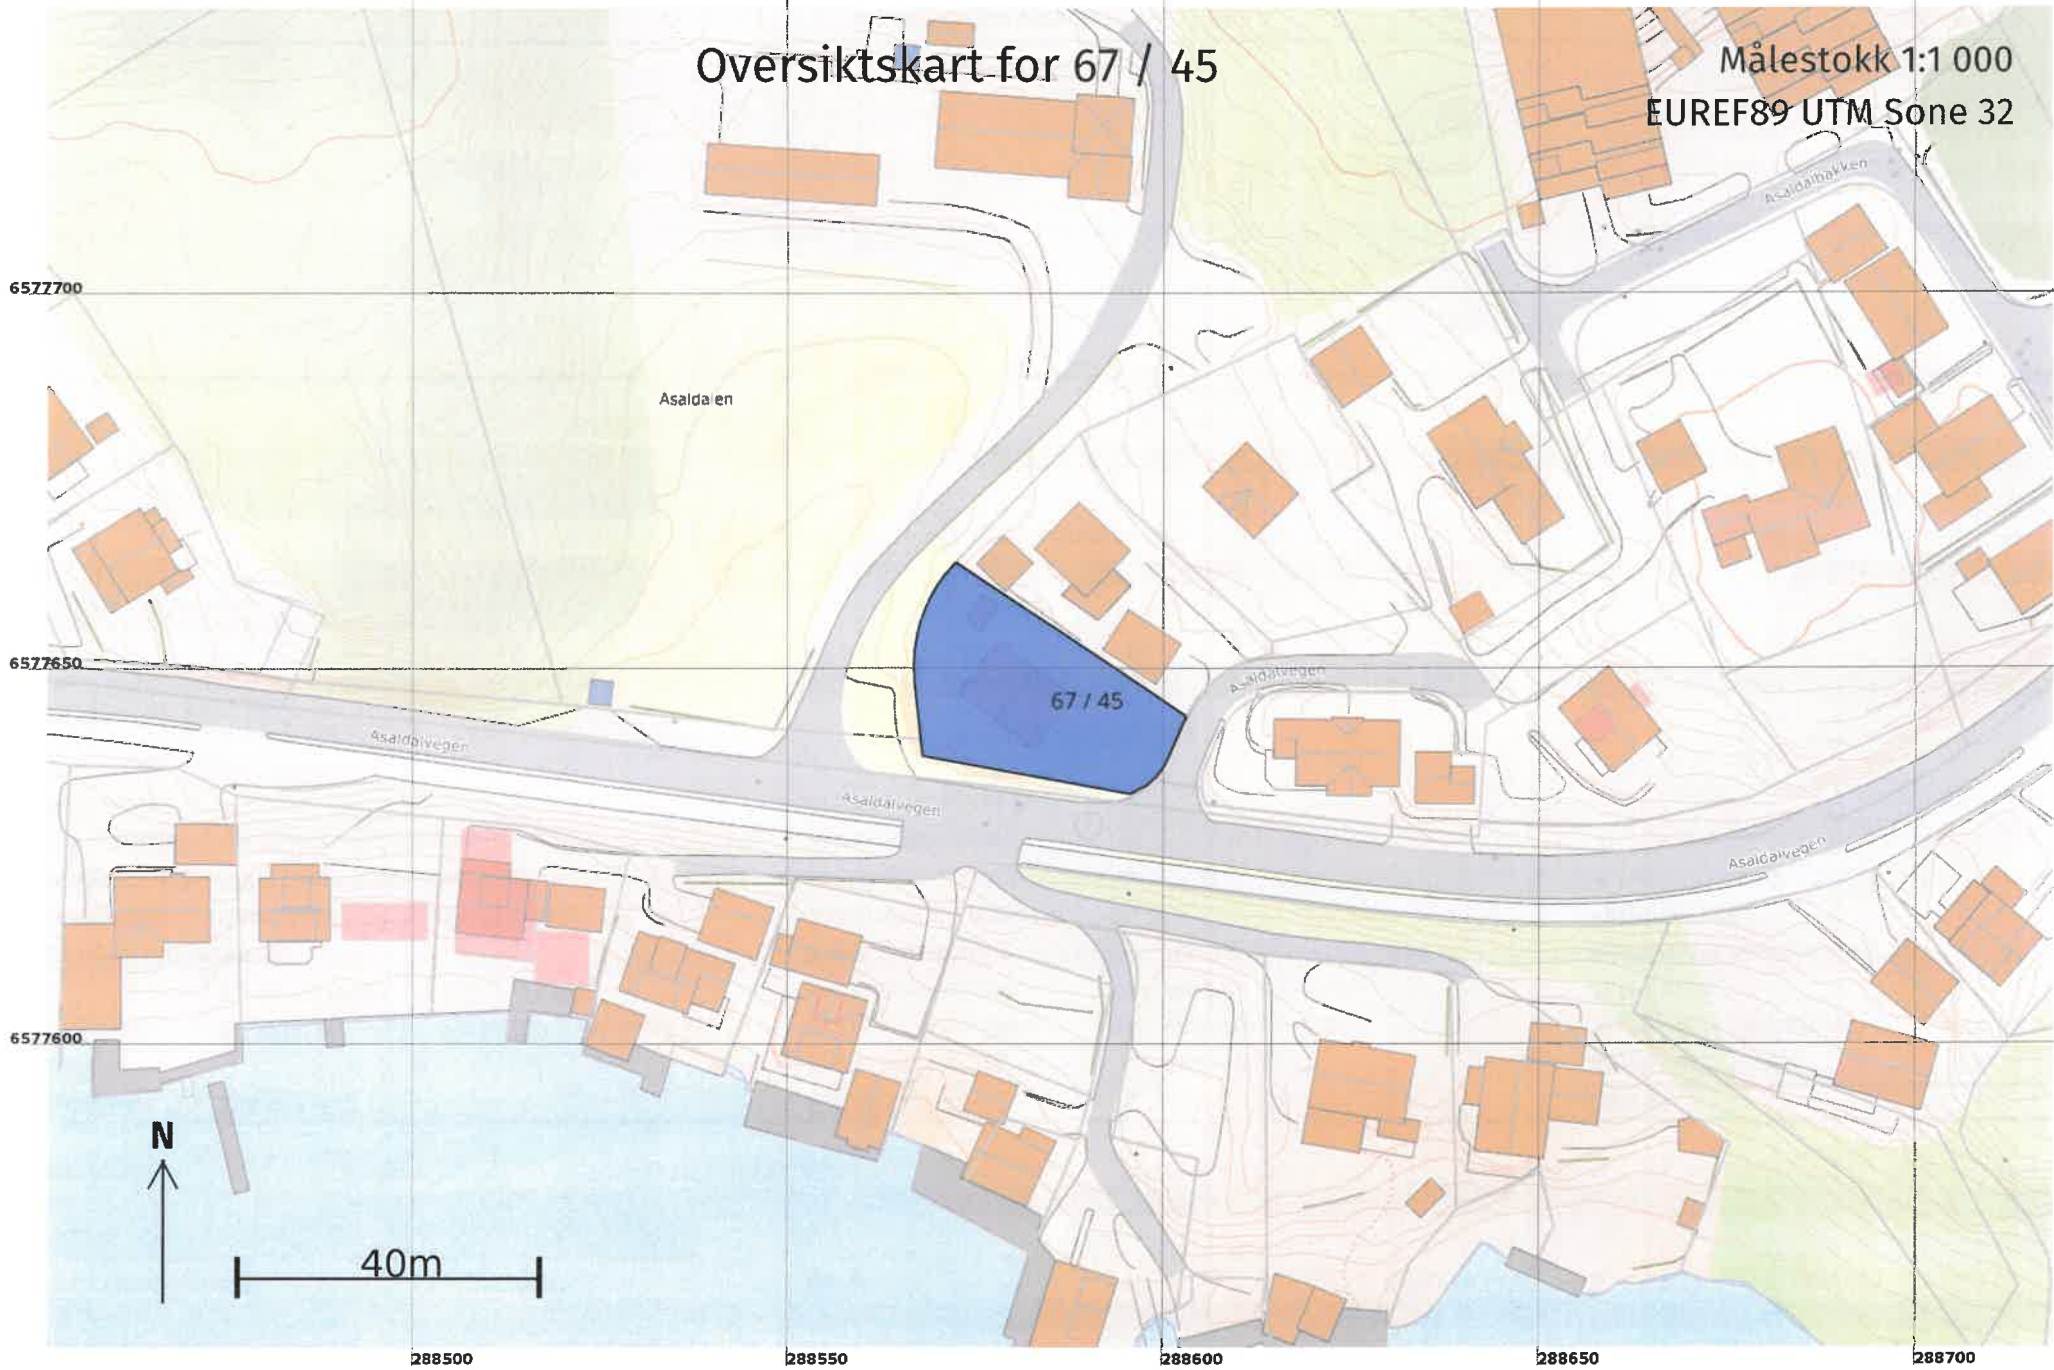 Oversiktskart for 67 / 45
Målestokk 1:1 000
EUREF89 UTM Sone 32
Asaldalbakken
6577700
Asaldalen
6577650
Asaldalvegen
67 / 45
Asaldalvegen
Asaldalvegen
Asaldalvegen
6577600
N
40m
288500
288550
288600
288650
288700